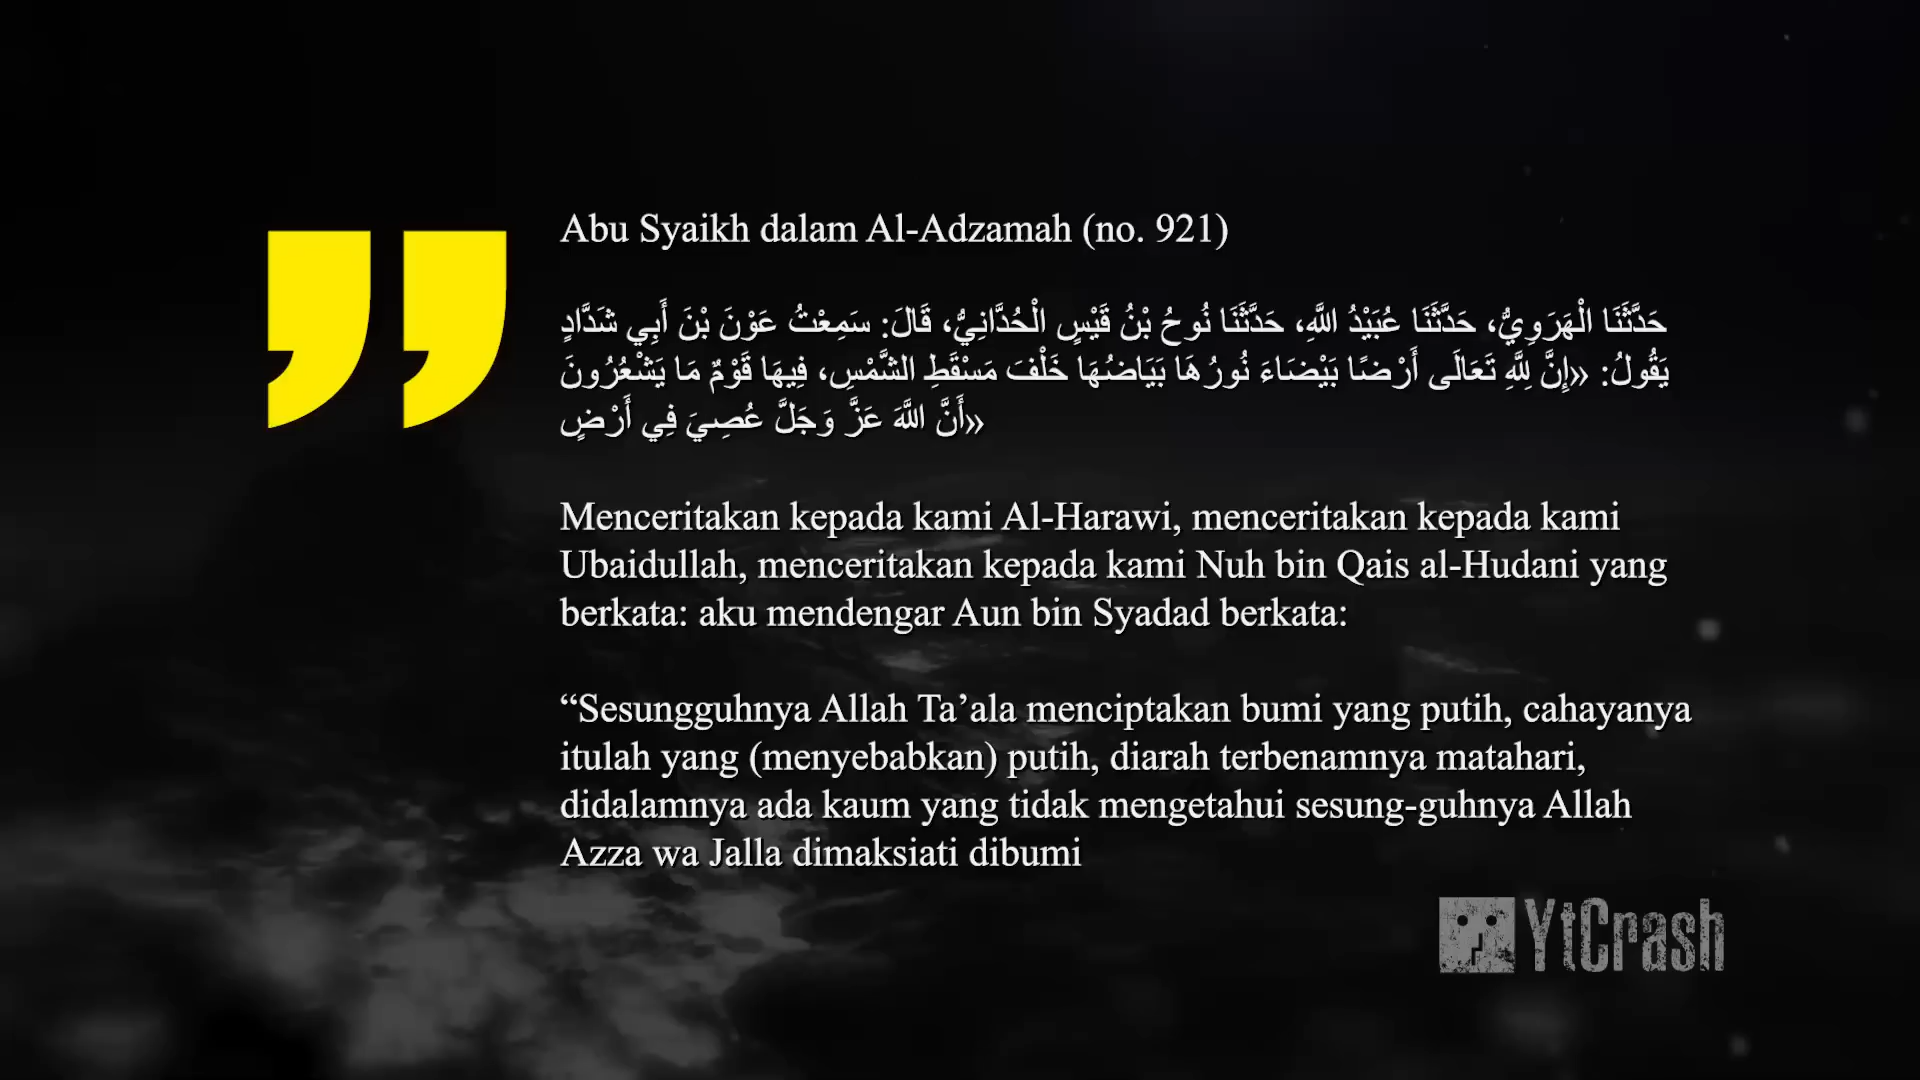 Abu Syaikh dalam Al-Adzamah (no. 921)
حَدَّثَنَا الْهَرَوِيُّ، حَدَّثَنَا عُبَيْدُ اللَّهِ، حَدَّثَنَا نُوحُ بْنُ قَيْسٍ الْحُدَّانِيُّ، قَالَ: سَمِعْتُ عَوْنَ بْنَ أَبِي شَدَّادٍ
يَقُولُ: «إِنَّ لِلَّهِ تَعَالَى أَرْضًا بَيْضَاءَ نُورُهَا بَيَاضُهَا خَلْفَ مَسْقَطِ الشَّمْسِ، فِيهَا قَوْمٌ مَا يَشْعُرُونَ
«أَنَّ اللَّهَ عَزَّ وَجَلَّ عُصِيَ فِي أَرْضٍ
Menceritakan kepada kami Al-Harawi, menceritakan kepada kami
Ubaidullah, menceritakan kepada kami Nuh bin Qais al-Hudani yang
berkata: aku mendengar Aun bin Syadad berkata:
“Sesungguhnya Allah Ta’ala menciptakan bumi yang putih, cahayanya
itulah yang (menyebabkan) putih, diarah terbenamnya matahari,
didalamnya ada kaum yang tidak mengetahui sesung-guhnya Allah
Azza wa Jalla dimaksiati dibumi
YtCrash